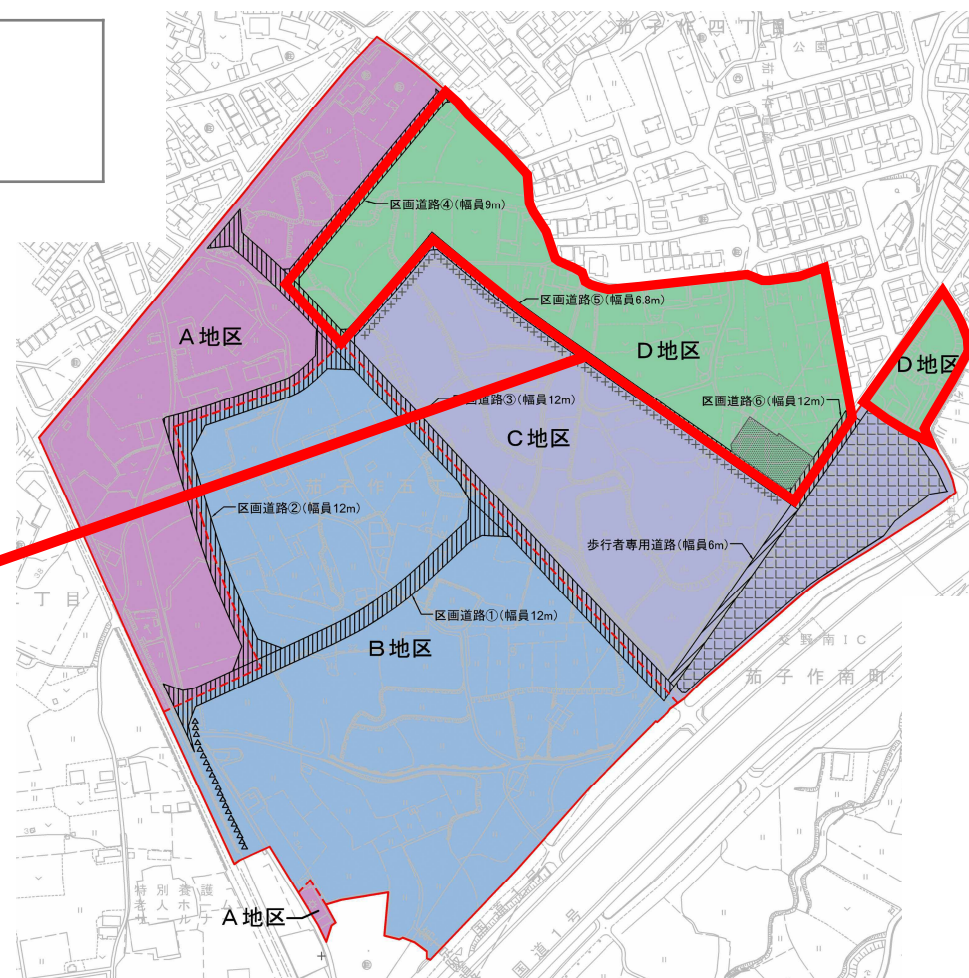 茄子作四丁目
公園
区画道路④(幅員9m)
区画道路⑤(幅員6.8m)
A地区
D地区
D地区
区画道路③(幅員12m)
区画道路⑥(幅員12m)
C地区
茄子作五丁
区画道路②(幅員12m)
歩行者専用道路(幅員6m)
丁目
区画道路①(幅員12m)
B地区
交野南IC
茄子作南町
特別養護
老人ホーム
A地区
国道1号